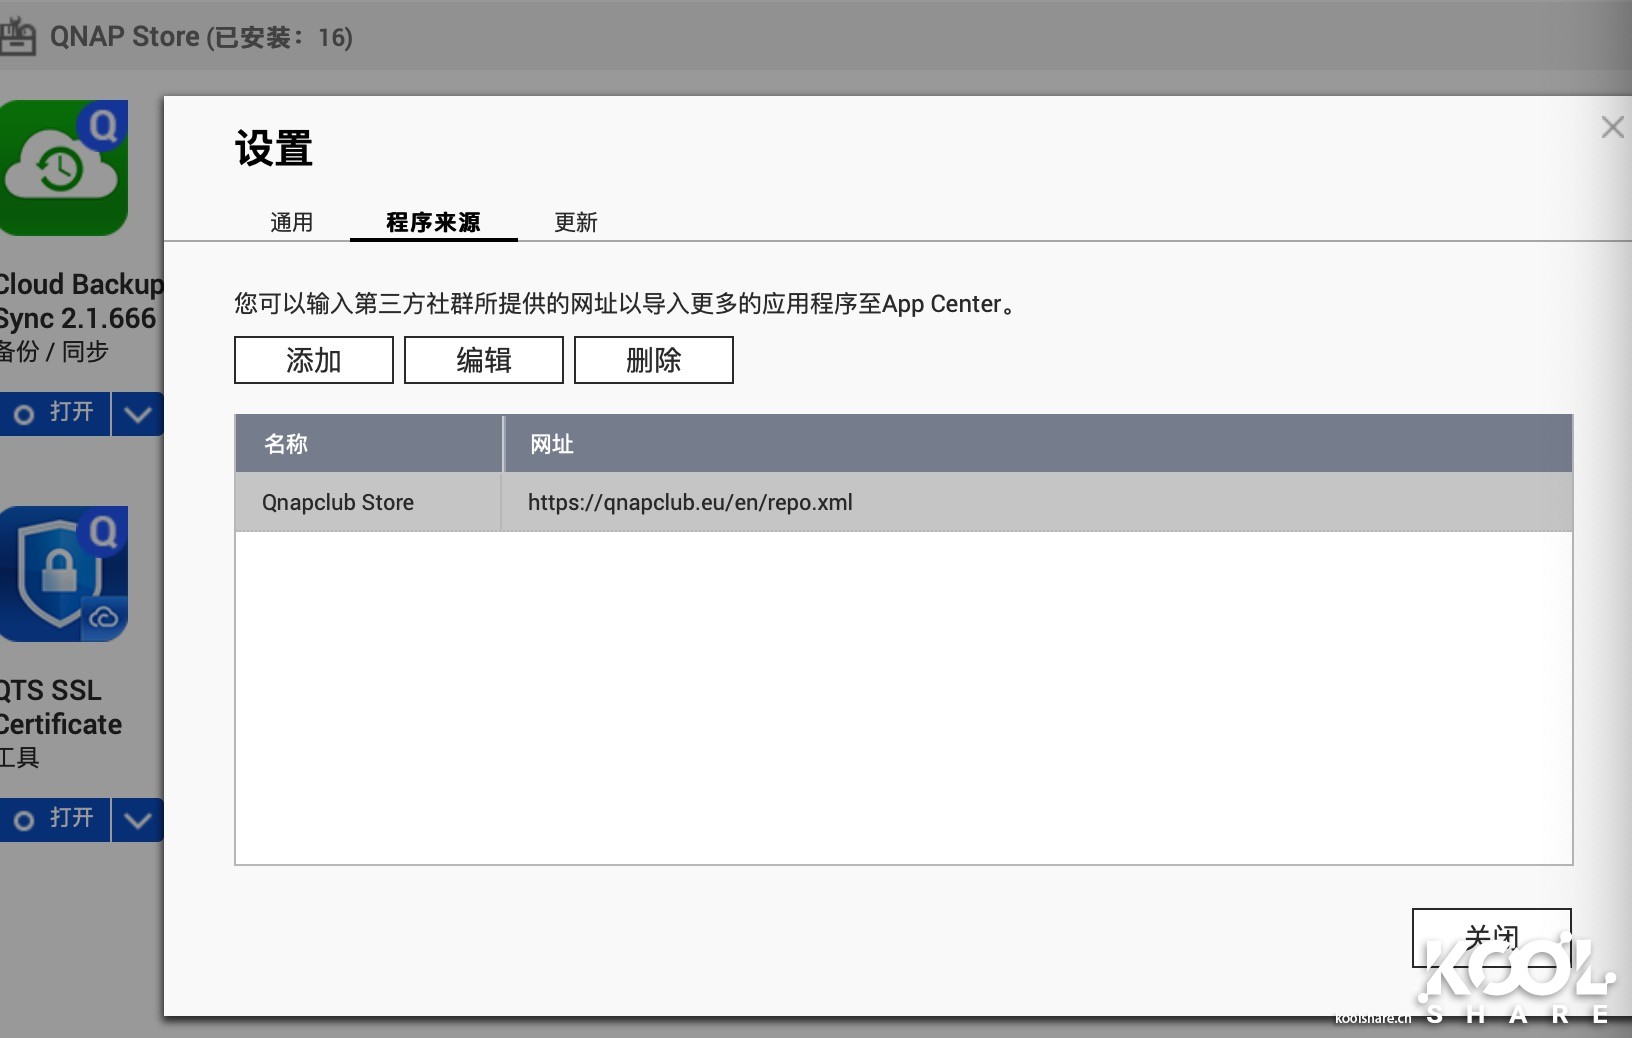 QNAP Store (已安装：16)
设置
通用 程序来源 更新
您可以输入第三方社群所提供的网址以导入更多的应用程序至App Center。
添加 编辑 删除
名称 网址
Qnapclub Store https://qnapclub.eu/en/repo.xml
关闭
Cloud Backup
Sync 2.1.666
备份 / 同步
打开
QTS SSL
Certificate
工具
打开
KOOL
koolshare.cn SHARE